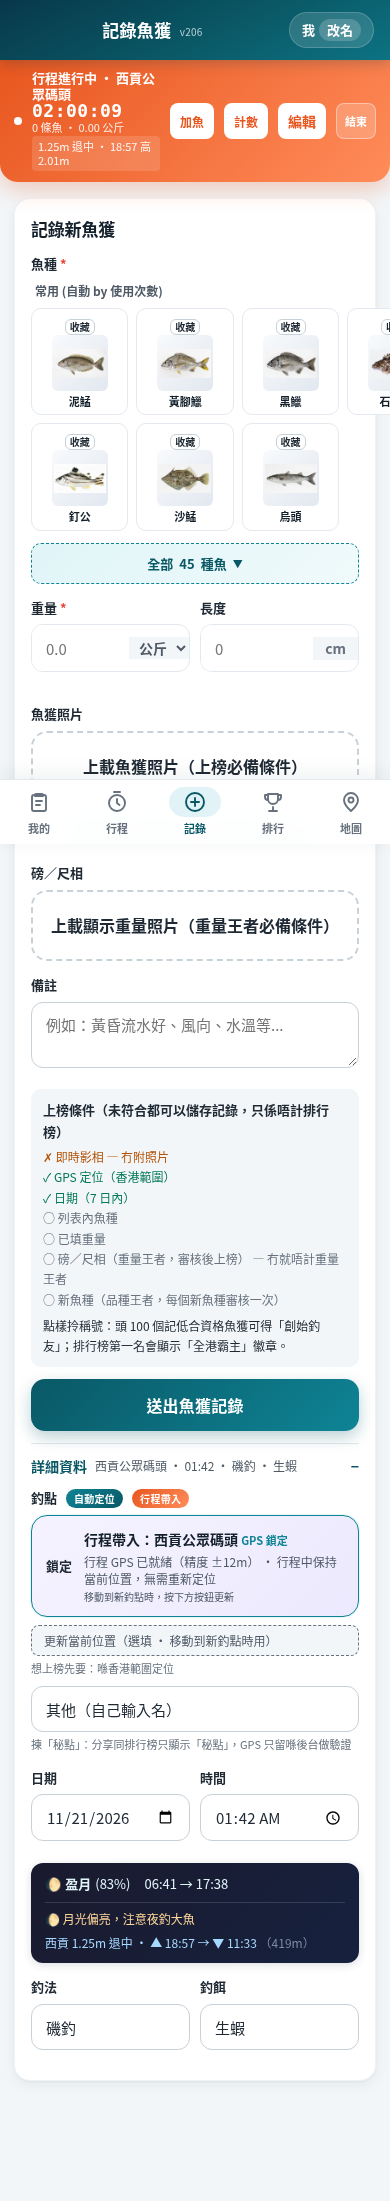 記錄魚獲 v206
我 改名
行程進行中 · 西貢公
眾碼頭
02:00:09
0 條魚 · 0.00 公斤
1.25m 退中 · 18:57 高
2.01m
加魚
計數
編輯
結束
記錄新魚獲
魚種 *
常用 (自動 by 使用次數)
收藏 收藏 收藏
泥鯭 黃腳鱲 黑鱲
收藏 收藏 收藏
釘公 沙鯭 烏頭
全部 45 種魚 ▼
重量 * 長度
0.0 公斤 0 cm
魚獲照片
上載魚獲照片（上榜必備條件）
我的 行程 記錄 排行 地圖
磅／尺相
上載顯示重量照片（重量王者必備條件）
備註
例如：黃昏流水好、風向、水溫等...
上榜條件（未符合都可以儲存記錄，只係唔計排行
榜）
✗ 即時影相 — 冇附照片
✓ GPS 定位（香港範圍）
✓ 日期（7 日內）
○ 列表內魚種
○ 已填重量
○ 磅／尺相（重量王者，審核後上榜） — 冇就唔計重量
王者
○ 新魚種（品種王者，每個新魚種審核一次）
點樣拎稱號：頭 100 個記低合資格魚獲可得「創始釣
友」；排行榜第一名會顯示「全港霸主」徽章。
送出魚獲記錄
詳細資料 西貢公眾碼頭 · 01:42 · 磯釣 · 生蝦 −
釣點 自動定位 行程帶入
鎖定
行程帶入：西貢公眾碼頭 GPS 鎖定
行程 GPS 已就緒（精度 ±12m） · 行程中保持
當前位置，無需重新定位
移動到新釣點時，按下方按鈕更新
更新當前位置（選填 · 移動到新釣點時用）
想上榜先要：喺香港範圍定位
其他（自己輸入名）
揀「秘點」：分享同排行榜只顯示「秘點」，GPS 只留喺後台做驗證
日期 時間
11/21/2026 01:42 AM
盈月 (83%) 06:41 → 17:38
月光偏亮，注意夜釣大魚
西貢 1.25m 退中 · ▲ 18:57 → ▼ 11:33 （419m）
釣法 釣餌
磯釣 生蝦